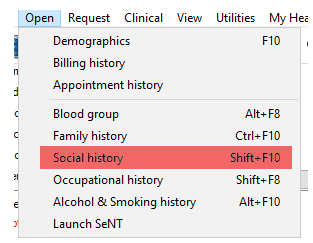 Open Request Clinical View Utilities My Hea
Demographics F10
Billing history
Appointment history
Blood group Alt+F8
Family history Ctrl+F10
Social history Shift+F10
Occupational history Shift+F8
Alcohol & Smoking history Alt+F10
Launch SeNT